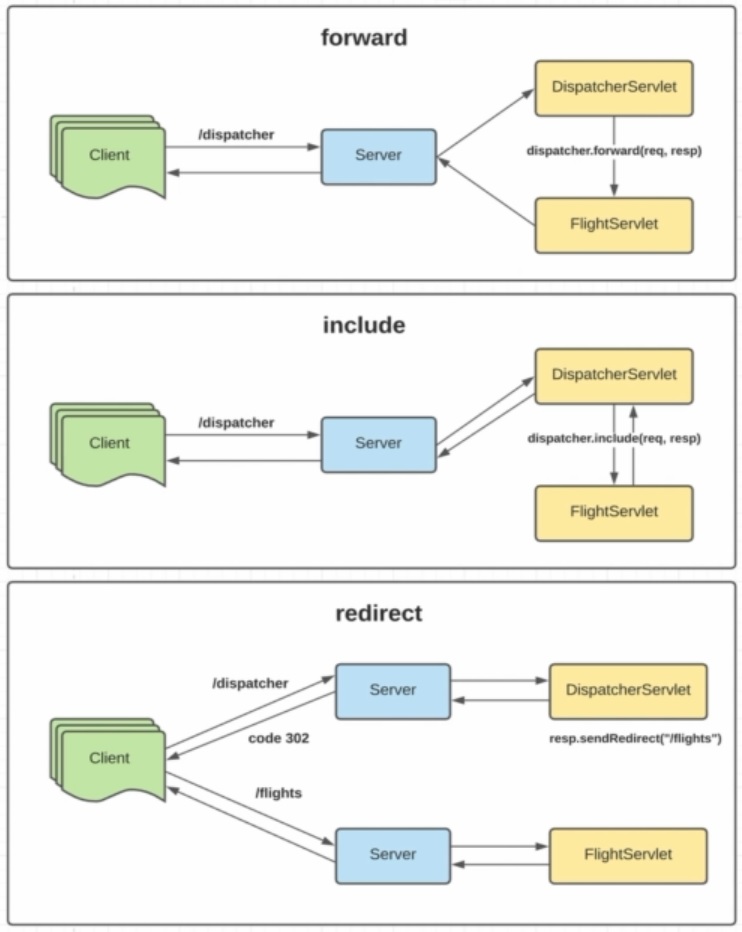 forward
DispatcherServlet
/dispatcher
Client
Server
dispatcher.forward(req, resp)
FlightServlet
include
DispatcherServlet
/dispatcher
Client
Server
dispatcher.include(req, resp)
FlightServlet
redirect
/dispatcher
Server
DispatcherServlet
code 302
resp.sendRedirect("/flights")
Client
/flights
Server
FlightServlet